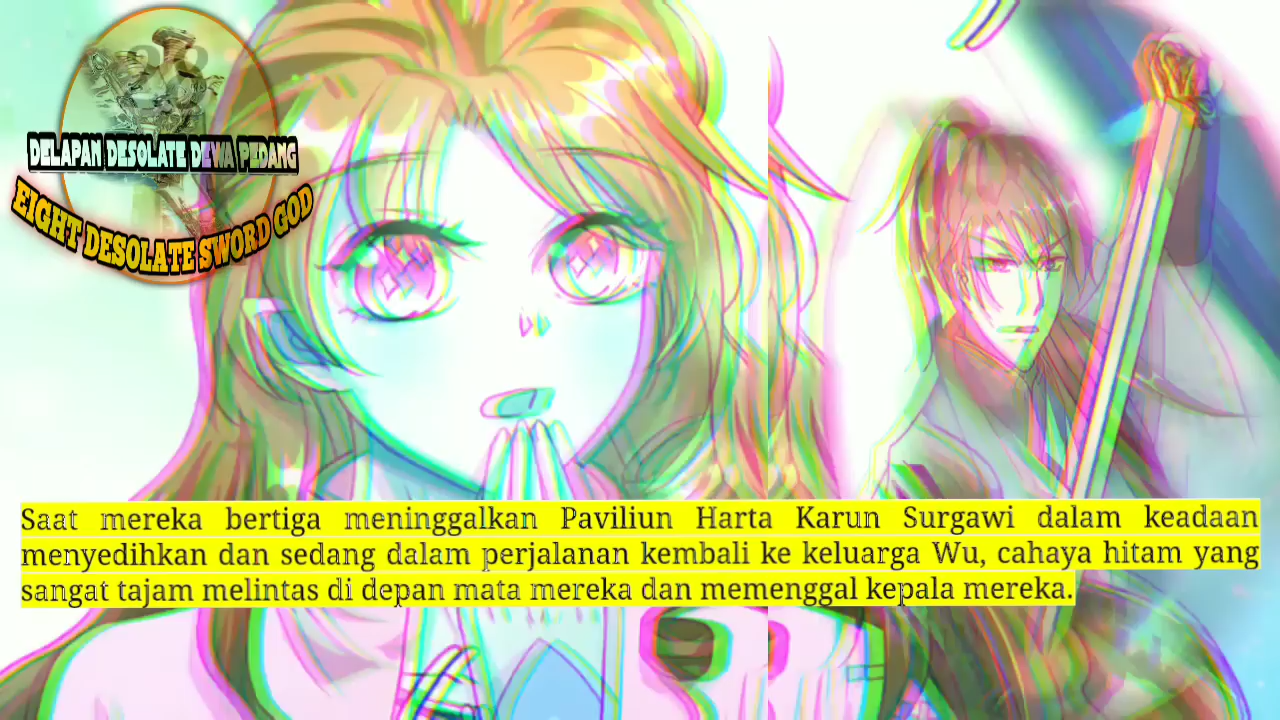 DELAPAN DESOLATE DEWA PEDANG
EIGHT DESOLATE SWORD GOD
Saat mereka bertiga meninggalkan Paviliun Harta Karun Surgawi dalam keadaan
menyedihkan dan sedang dalam perjalanan kembali ke keluarga Wu, cahaya hitam yang
sangat tajam melintas di depan mata mereka dan memenggal kepala mereka.